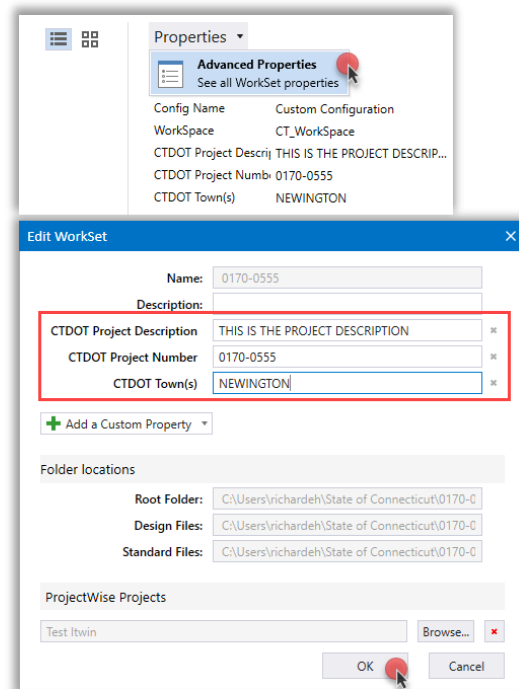 Properties
Advanced Properties
See all WorkSet properties
Config Name Custom Configuration
WorkSpace CT_WorkSpace
CTDOT Project Descrip THIS IS THE PROJECT DESCRIP...
CTDOT Project Numb 0170-0555
CTDOT Town(s) NEWINGTON
Edit WorkSet
Name: 0170-0555
Description:
CTDOT Project Description THIS IS THE PROJECT DESCRIPTION
CTDOT Project Number 0170-0555
CTDOT Town(s) NEWINGTON
Add a Custom Property
Folder locations
Root Folder: C:\Users\richardeh\State of Connecticut\0170-0
Design Files: C:\Users\richardeh\State of Connecticut\0170-0
Standard Files: C:\Users\richardeh\State of Connecticut\0170-0
ProjectWise Projects
Test Itwin Browse...
OK Cancel